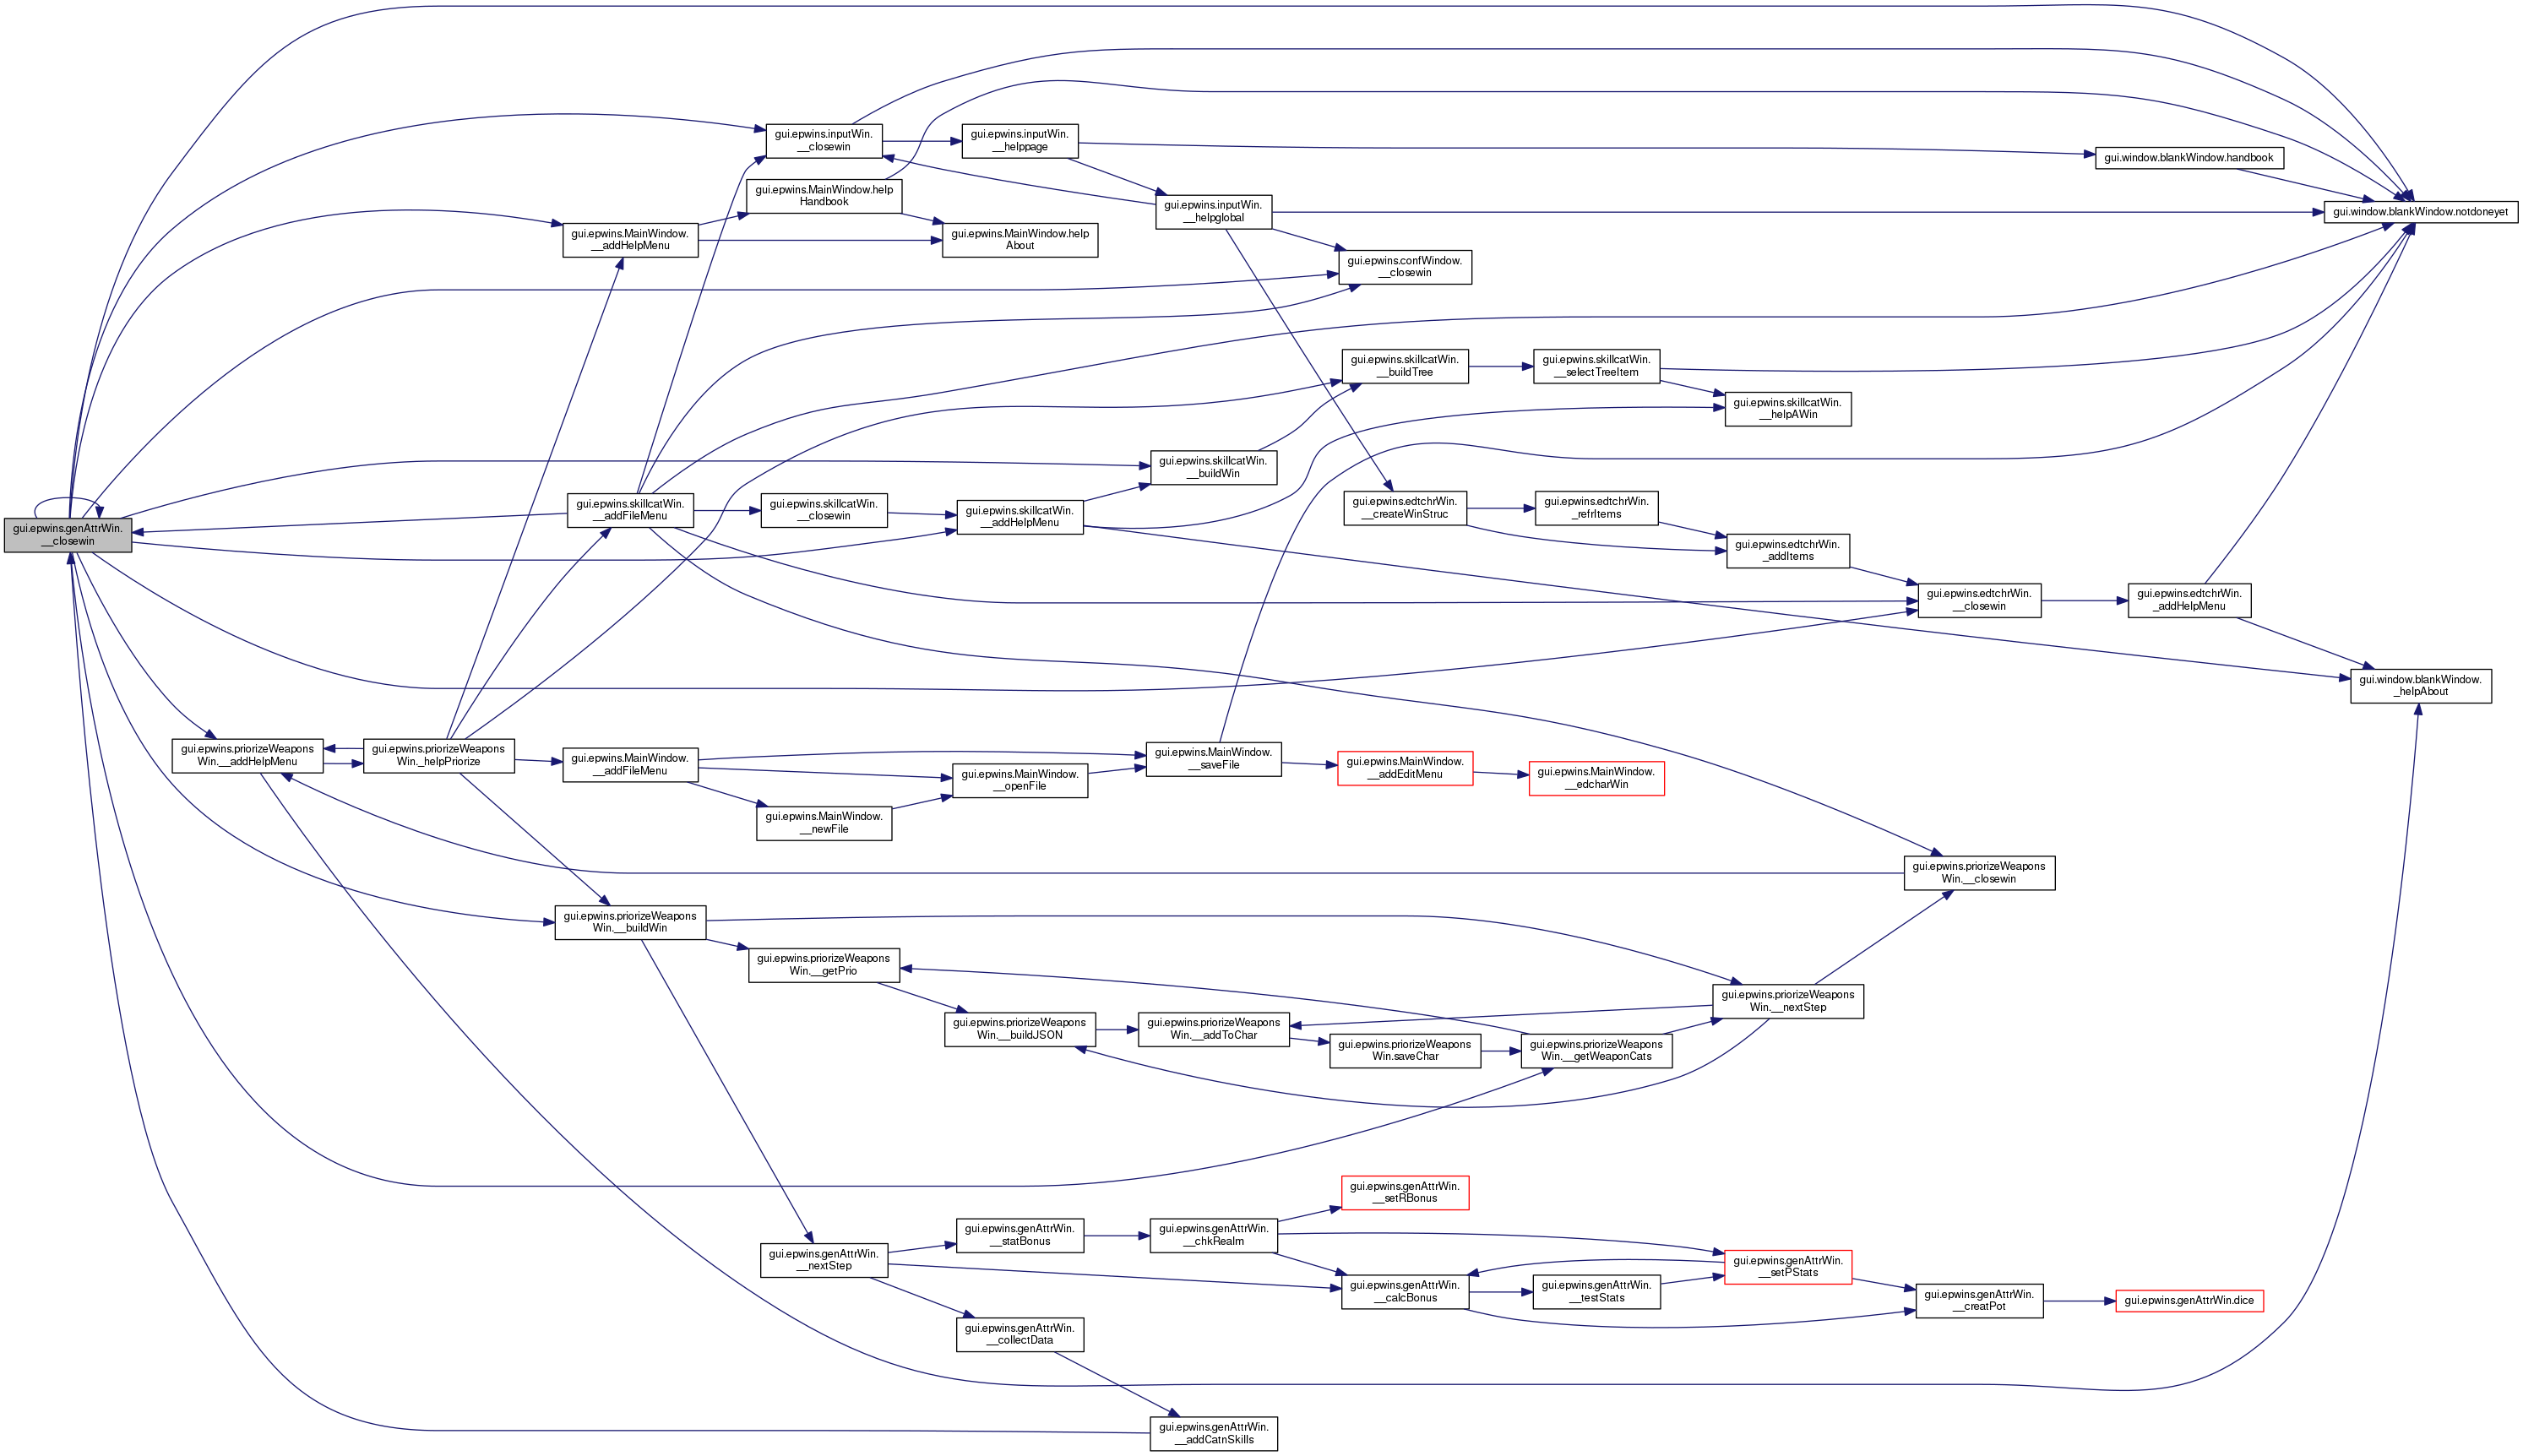 gui.epwins.inputWin.
__closewin
gui.epwins.inputWin.
__helppage
gui.window.blankWindow.handbook
gui.epwins.MainWindow.help
Handbook
gui.epwins.inputWin.
__helpglobal
gui.window.blankWindow.notdoneyet
gui.epwins.MainWindow.
__addHelpMenu
gui.epwins.MainWindow.help
About
gui.epwins.confWindow.
__closewin
gui.epwins.skillcatWin.
__buildTree
gui.epwins.skillcatWin.
__selectTreeItem
gui.epwins.skillcatWin.
__helpAWin
gui.epwins.skillcatWin.
__buildWin
gui.epwins.genAttrWin.
__closewin
gui.epwins.skillcatWin.
__addFileMenu
gui.epwins.skillcatWin.
__closewin
gui.epwins.skillcatWin.
__addHelpMenu
gui.epwins.edtchrWin.
__createWinStruc
gui.epwins.edtchrWin.
_refrItems
gui.epwins.edtchrWin.
_addItems
gui.epwins.edtchrWin.
__closewin
gui.epwins.edtchrWin.
_addHelpMenu
gui.window.blankWindow.
_helpAbout
gui.epwins.priorizeWeapons
Win.__addHelpMenu
gui.epwins.priorizeWeapons
Win._helpPriorize
gui.epwins.MainWindow.
__addFileMenu
gui.epwins.MainWindow.
__newFile
gui.epwins.MainWindow.
__openFile
gui.epwins.MainWindow.
__saveFile
gui.epwins.MainWindow.
__addEditMenu
gui.epwins.MainWindow.
__edcharWin
gui.epwins.priorizeWeapons
Win.__closewin
gui.epwins.priorizeWeapons
Win.__buildWin
gui.epwins.priorizeWeapons
Win.__getPrio
gui.epwins.priorizeWeapons
Win.__buildJSON
gui.epwins.priorizeWeapons
Win.__addToChar
gui.epwins.priorizeWeapons
Win.saveChar
gui.epwins.priorizeWeapons
Win.__getWeaponCats
gui.epwins.priorizeWeapons
Win.__nextStep
gui.epwins.genAttrWin.
__setRBonus
gui.epwins.genAttrWin.
__nextStep
gui.epwins.genAttrWin.
__statBonus
gui.epwins.genAttrWin.
__chkRealm
gui.epwins.genAttrWin.
__calcBonus
gui.epwins.genAttrWin.
__testStats
gui.epwins.genAttrWin.
__setPStats
gui.epwins.genAttrWin.
__creatPot
gui.epwins.genAttrWin.dice
gui.epwins.genAttrWin.
__collectData
gui.epwins.genAttrWin.
__addCatnSkills